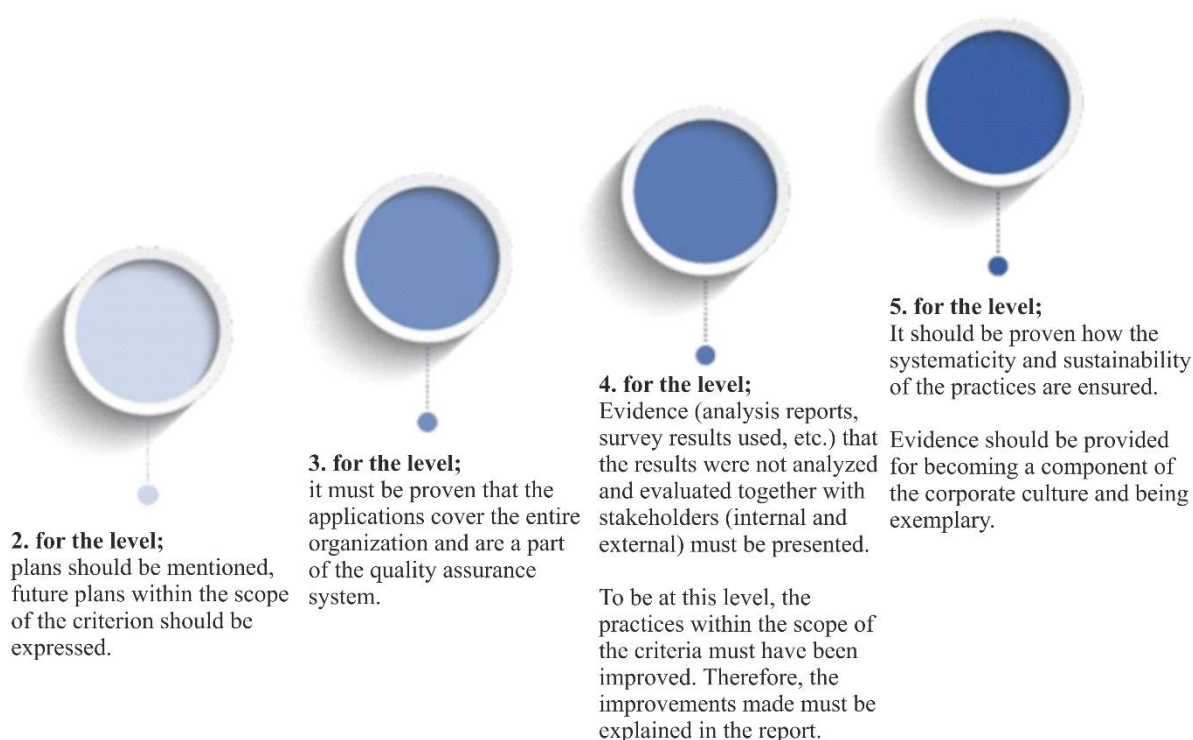 2. for the level;
plans should be mentioned,
future plans within the scope
of the criterion should be
expressed.
3. for the level;
it must be proven that the
applications cover the entire
organization and are a part
of the quality assurance
system.
4. for the level;
Evidence (analysis reports,
survey results used, etc.) that
the results were not analyzed
and evaluated together with
stakeholders (internal and
external) must be presented.
To be at this level, the
practices within the scope of
the criteria must have been
improved. Therefore, the
improvements made must be
explained in the report.
5. for the level;
It should be proven how the
systematicity and sustainability
of the practices are ensured.
Evidence should be provided
for becoming a component of
the corporate culture and being
exemplary.